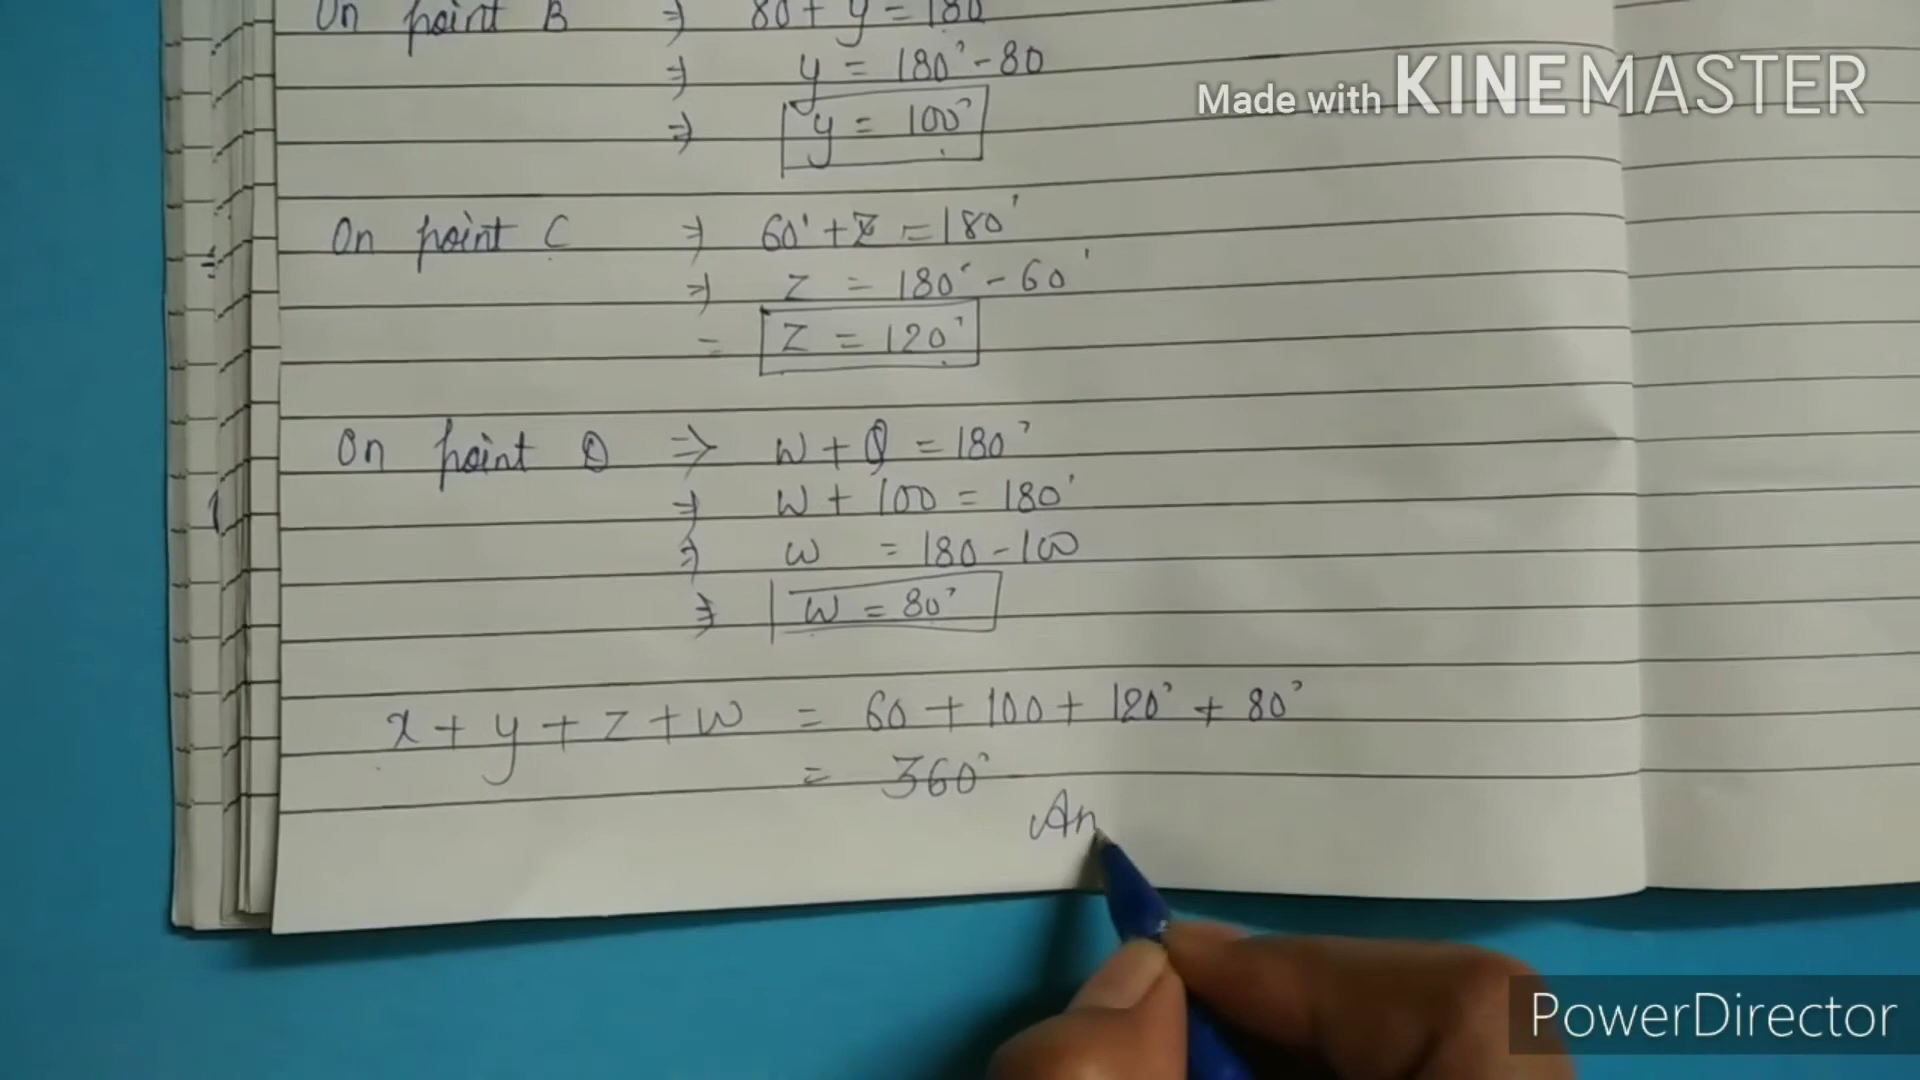 On point B ⇒ 80 + y = 180
⇒ y = 180° - 80
⇒ y = 100°
On point C ⇒ 60° + z = 180°
⇒ z = 180° - 60°
= z = 120°
On point D ⇒ w + Q = 180°
⇒ w + 100 = 180°
⇒ w = 180 - 100
⇒ w = 80°
x + y + z + w = 60 + 100 + 120° + 80°
= 360°
An
Made with KINEMASTER
PowerDirector